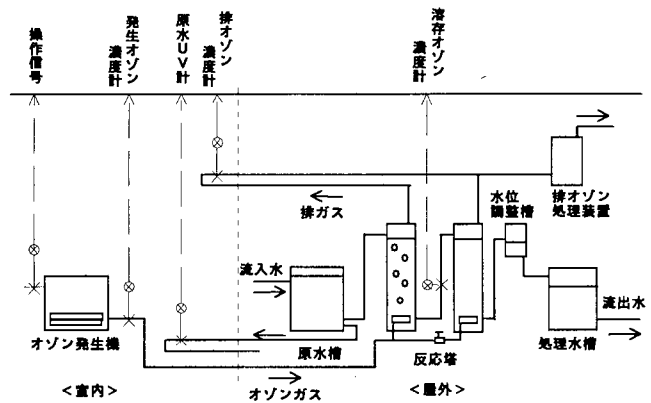 操作信号
発生オゾン
濃度計
原水UV計
排オゾン
濃度計
溶存オゾン
濃度計
排ガス
水位
調整槽
排オゾン
処理装置
流入水
流出水
オゾン発生機
原水槽
反応塔
処理水槽
<室内>
オゾンガス
<屋外>